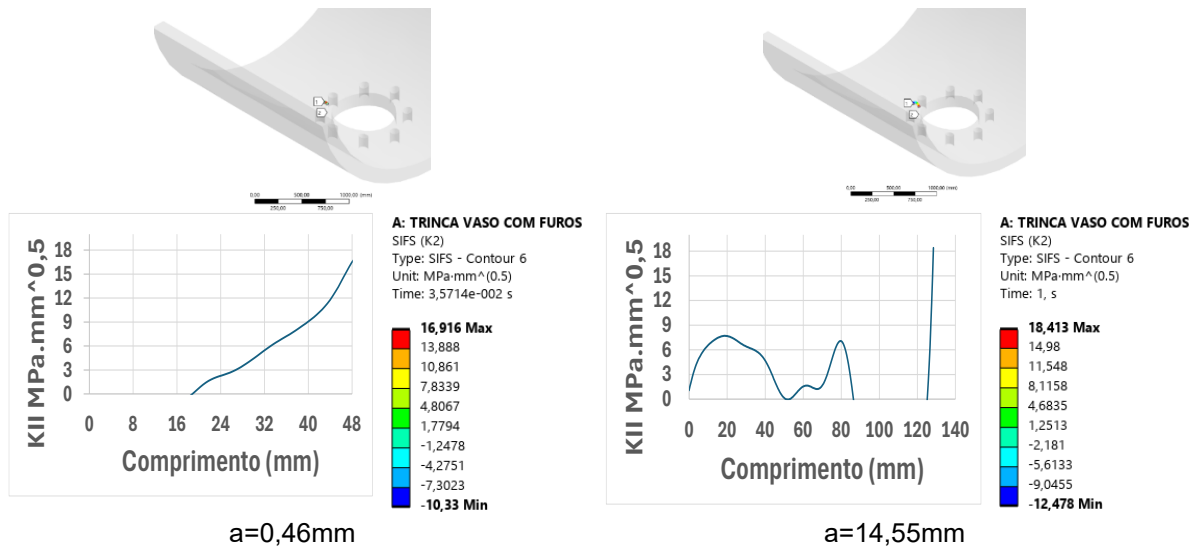 1
2
0,00 500,00 1000,00 (mm)
250,00 750,00
KII MPa.mm^0,5
18
15
12
9
6
3
0
0 8 16 24 32 40 48
Comprimento (mm)
A: TRINCA VASO COM FUROS
SIFS (K2)
Type: SIFS - Contour 6
Unit: MPa·mm^(0.5)
Time: 3,5714e-002 s
16,916 Max
13,888
10,861
7,8339
4,8067
1,7794
-1,2478
-4,2751
-7,3023
-10,33 Min
a=0,46mm
1
2
0,00 500,00 1000,00 (mm)
250,00 750,00
KII MPa.mm^0,5
18
15
12
9
6
3
0
0 20 40 60 80 100 120 140
Comprimento (mm)
A: TRINCA VASO COM FUROS
SIFS (K2)
Type: SIFS - Contour 6
Unit: MPa·mm^(0.5)
Time: 1, s
18,413 Max
14,98
11,548
8,1158
4,6835
1,2513
-2,181
-5,6133
-9,0455
-12,478 Min
a=14,55mm